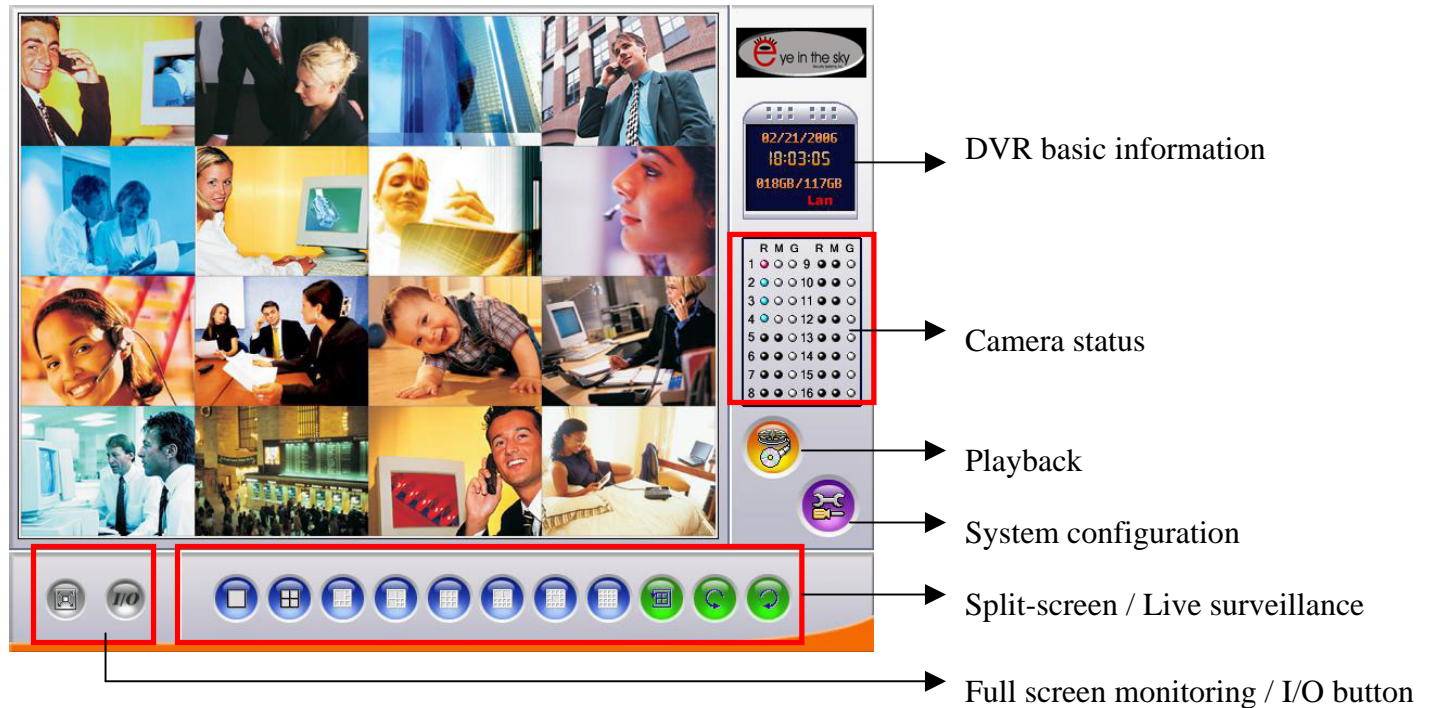 eye in the sky
02/21/2006
18:03:05
018GB/117GB
Lan
DVR basic information
R M G R M G
1 9
2 10
3 11
4 12
5 13
6 14
7 15
8 16
Camera status
Playback
System configuration
I/O
Split-screen / Live surveillance
Full screen monitoring / I/O button